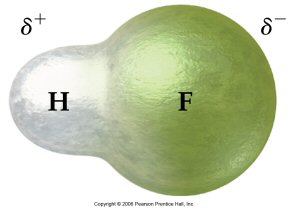 δ⁺ δ⁻
H F
Copyright © 2006 Pearson Prentice Hall, Inc.